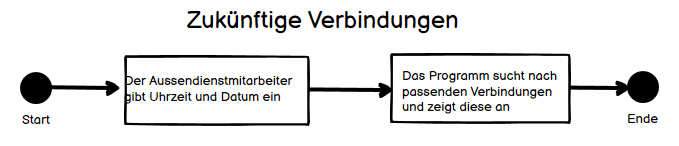 Zukünftige Verbindungen
Start
Der Aussendienstmitarbeiter
gibt Uhrzeit und Datum ein
Das Programm sucht nach
passenden Verbindungen
und zeigt diese an
Ende